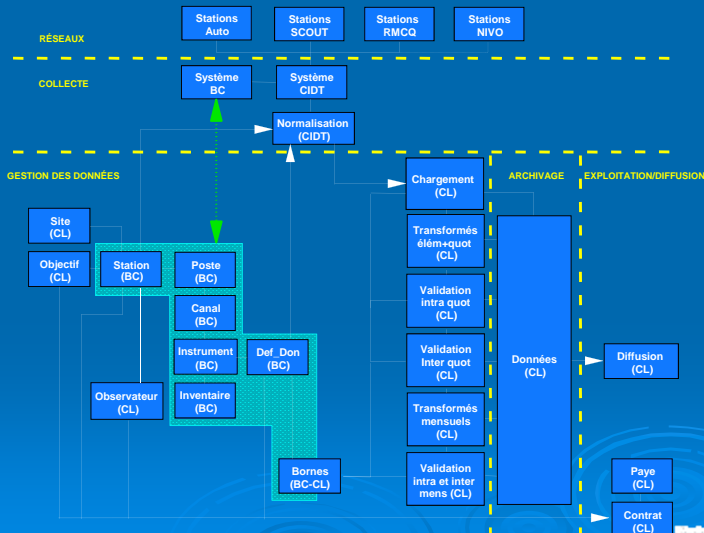 Stations
Auto
Stations
SCOUT
Stations
RMCQ
Stations
NIVO
RÉSEAUX
COLLECTE
Système
BC
Système
CIDT
Normalisation
(CIDT)
GESTION DES DONNÉES
ARCHIVAGE
EXPLOITATION/DIFFUSION
Chargement
(CL)
Site
(CL)
Objectif
(CL)
Station
(BC)
Poste
(BC)
Transformés
élém+quot
(CL)
Canal
(BC)
Validation
intra quot
(CL)
Instrument
(BC)
Def_Don
(BC)
Validation
Inter quot
(CL)
Données
(CL)
Diffusion
(CL)
Observateur
(CL)
Inventaire
(BC)
Transformés
mensuels
(CL)
Bornes
(BC-CL)
Validation
intra et inter
mens (CL)
Paye
(CL)
Contrat
(CL)